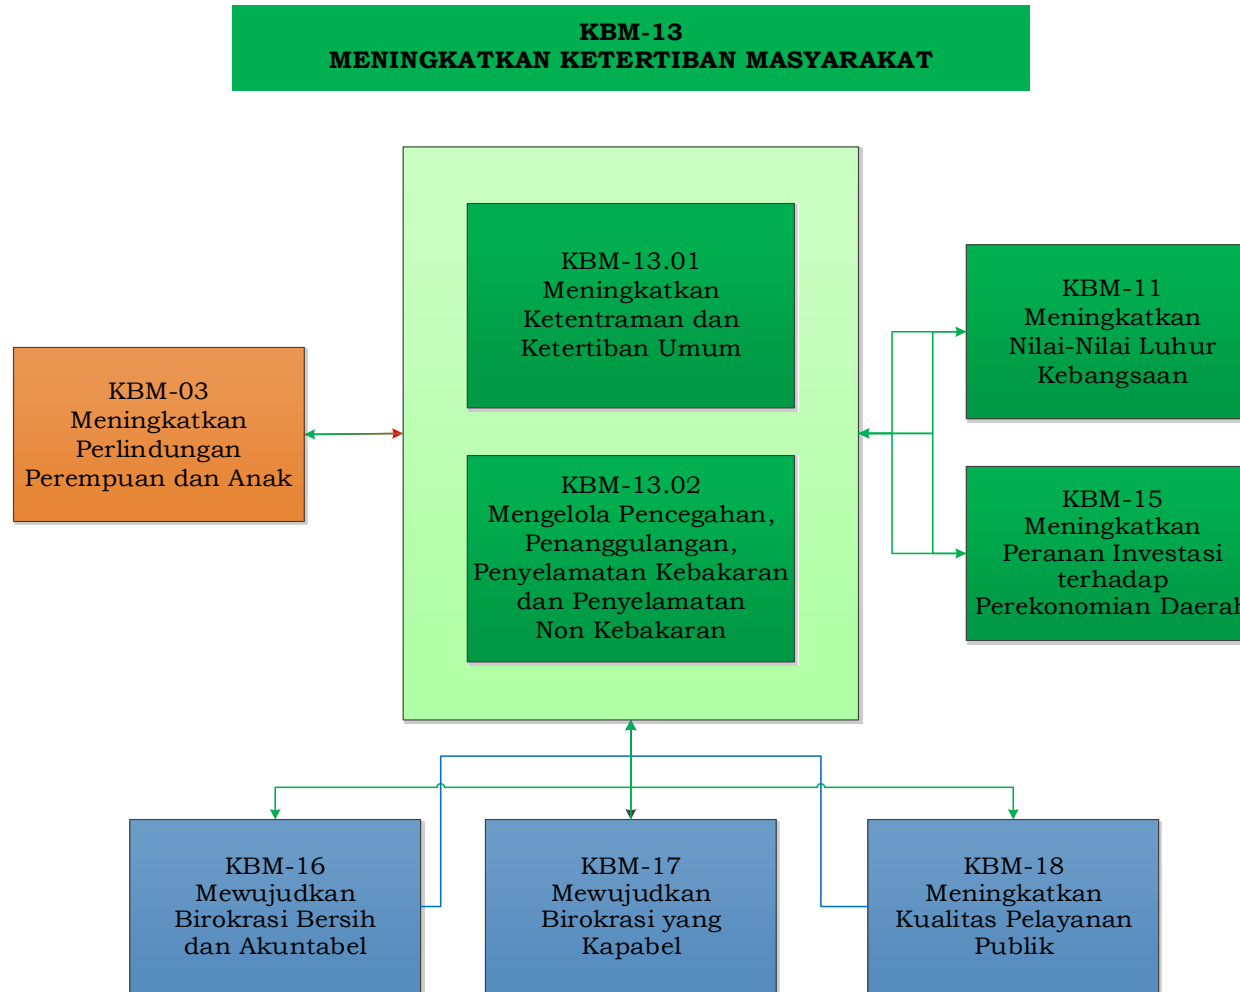 KBM-13
MENINGKATKAN KETERTIBAN MASYARAKAT
KBM-13.01
Meningkatkan
Ketentraman dan
Ketertiban Umum
KBM-11
Meningkatkan
Nilai-Nilai Luhur
Kebangsaan
KBM-03
Meningkatkan
Perlindungan
Perempuan dan Anak
KBM-13.02
Mengelola Pencegahan,
Penanggulangan,
Penyelamatan Kebakaran
dan Penyelamatan
Non Kebakaran
KBM-15
Meningkatkan
Peranan Investasi
terhadap
Perekonomian Daerah
KBM-16
Mewujudkan
Birokrasi Bersih
dan Akuntabel
KBM-17
Mewujudkan
Birokrasi yang
Kapabel
KBM-18
Meningkatkan
Kualitas Pelayanan
Publik